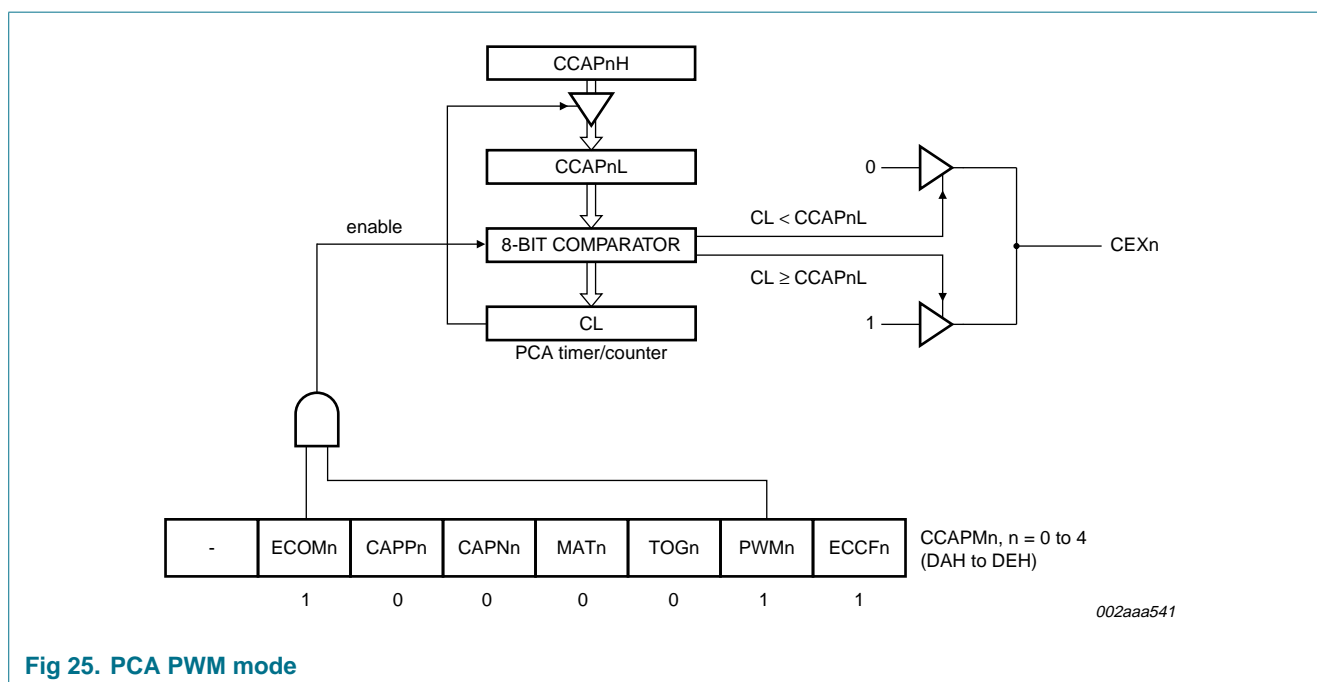 CCAPnH
CCAPnL
enable
8-BIT COMPARATOR
CL < CCAPnL
CL ≥ CCAPnL
0
1
CEXn
CL
PCA timer/counter
- ECOMn CAPPn CAPNn MATn TOGn PWMn ECCFn
CCAPMn, n = 0 to 4
(DAH to DEH)
1 0 0 0 0 1 1
002aaa541
Fig 25. PCA PWM mode